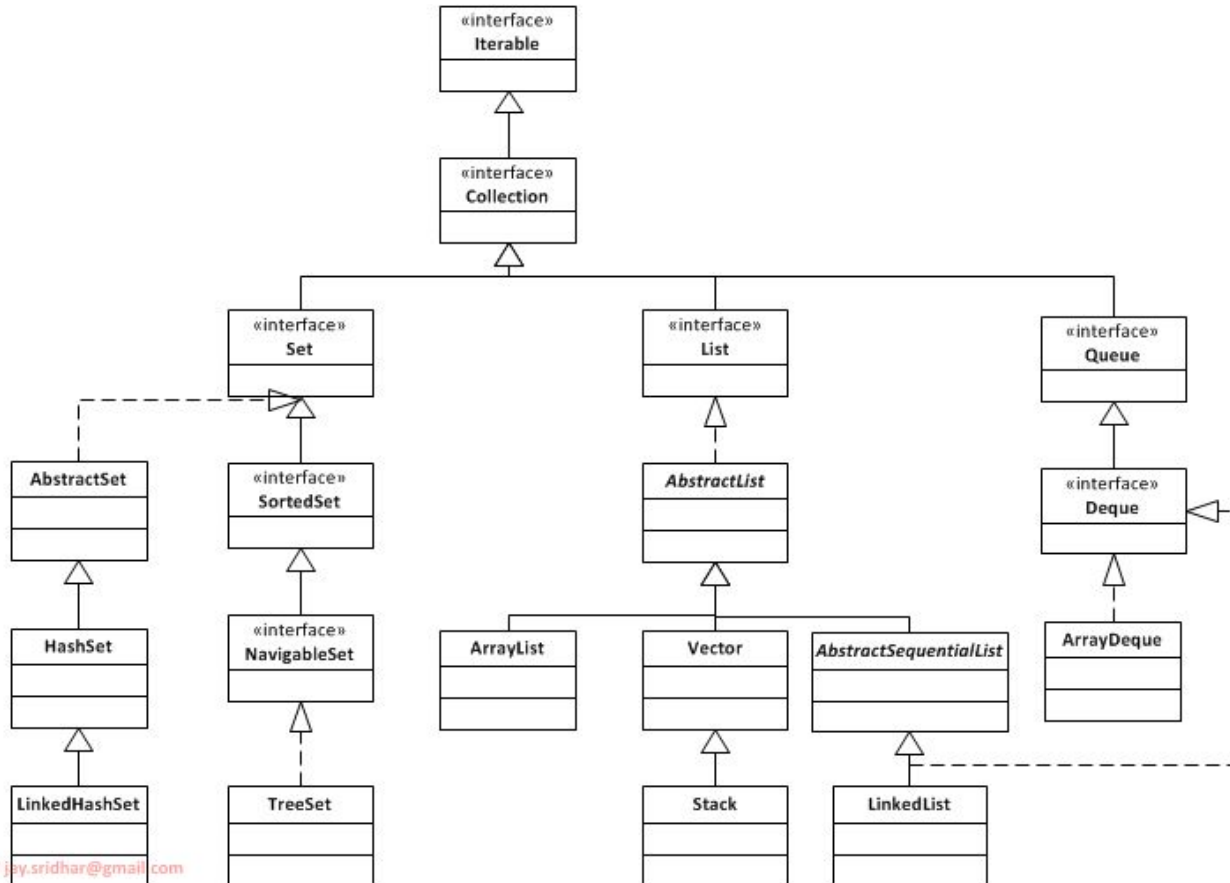 «interface»
Iterable
«interface»
Collection
«interface»
Set
«interface»
List
«interface»
Queue
AbstractSet
«interface»
SortedSet
AbstractList
«interface»
Deque
HashSet
«interface»
NavigableSet
ArrayList
Vector
AbstractSequentialList
ArrayDeque
LinkedHashSet
TreeSet
Stack
LinkedList
jay.sridhar@gmail.com